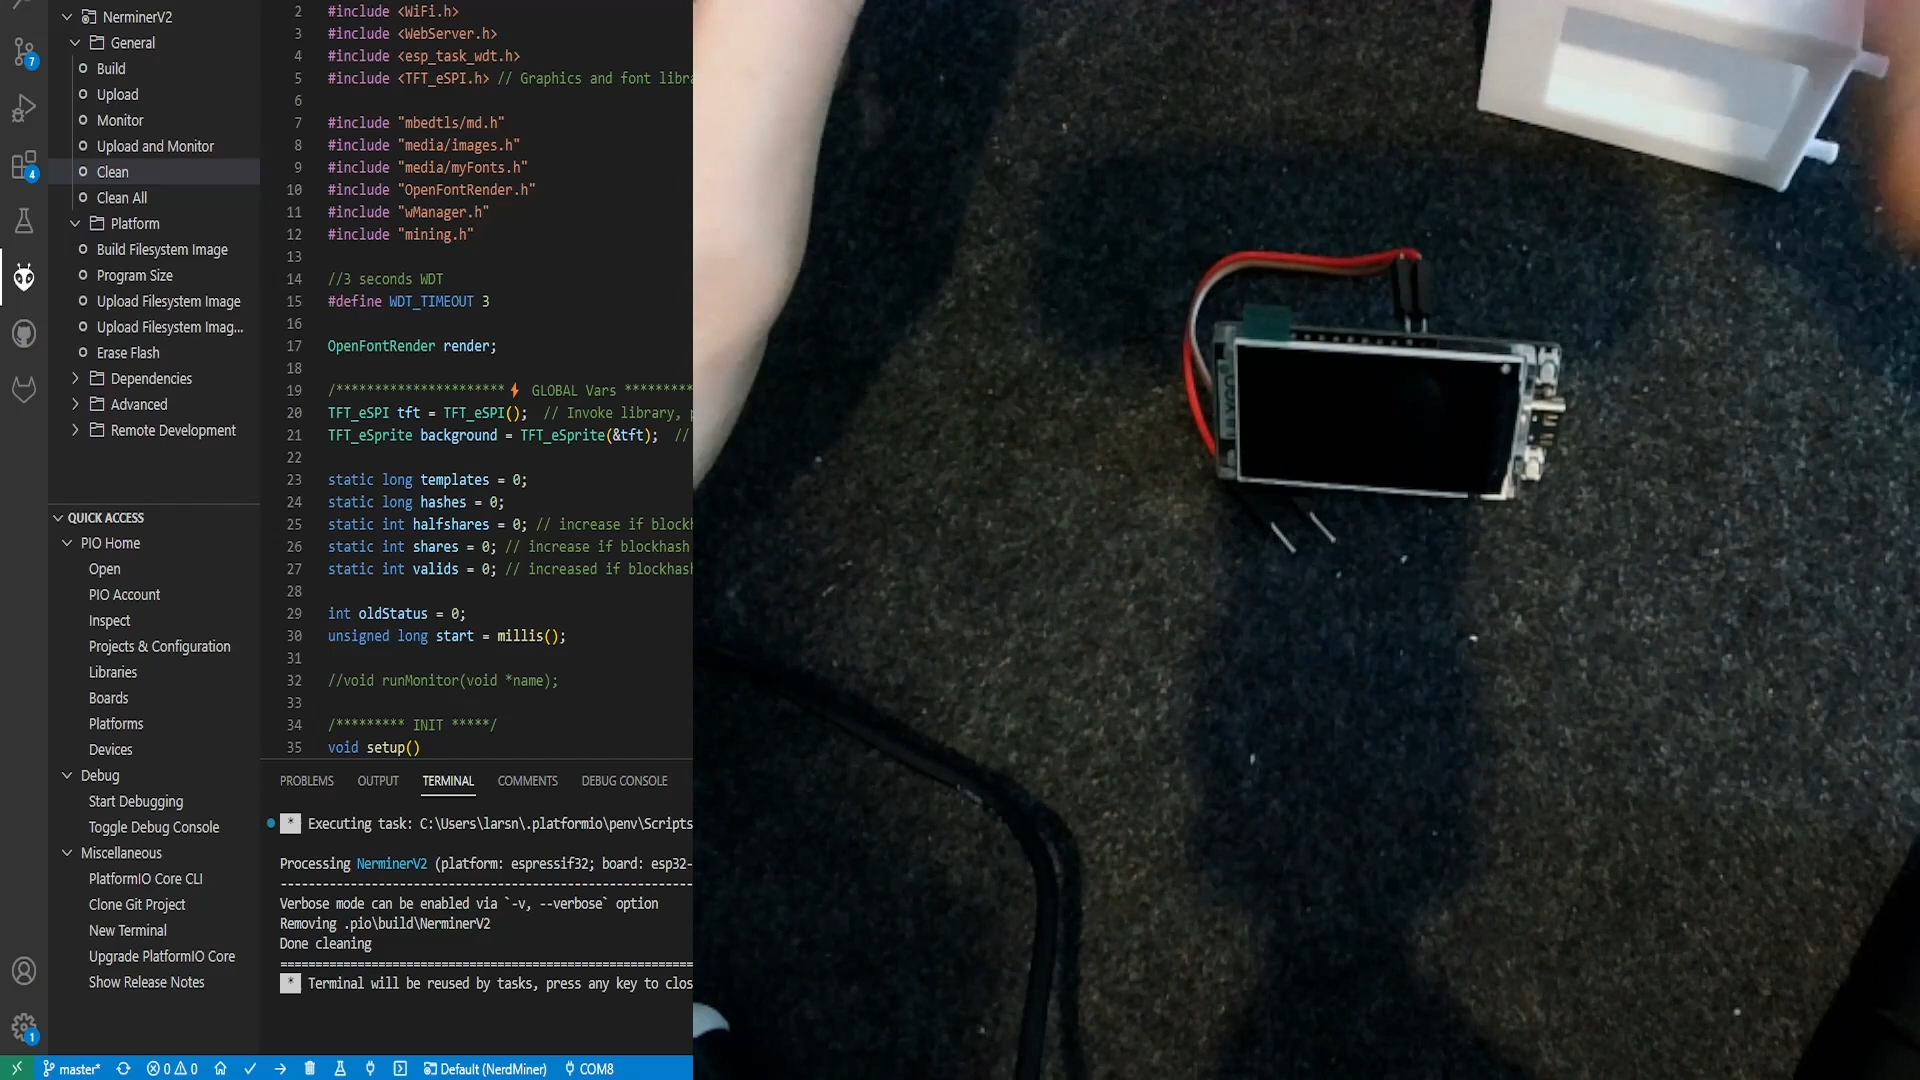 NerminerV2
General
Build
Upload
Monitor
Upload and Monitor
Clean
Clean All
Platform
Build Filesystem Image
Program Size
Upload Filesystem Image
Upload Filesystem Imag...
Erase Flash
Dependencies
Advanced
Remote Development
QUICK ACCESS
PIO Home
Open
PIO Account
Inspect
Projects & Configuration
Libraries
Boards
Platforms
Devices
Debug
Start Debugging
Toggle Debug Console
Miscellaneous
PlatformIO Core CLI
Clone Git Project
New Terminal
Upgrade PlatformIO Core
Show Release Notes
7
4
1
2 #include <WiFi.h>
3 #include <WebServer.h>
4 #include <esp_task_wdt.h>
5 #include <TFT_eSPI.h> // Graphics and font libra
6
7 #include "mbedtls/md.h"
8 #include "media/images.h"
9 #include "media/myFonts.h"
10 #include "OpenFontRender.h"
11 #include "wManager.h"
12 #include "mining.h"
13
14 //3 seconds WDT
15 #define WDT_TIMEOUT 3
16
17 OpenFontRender render;
18
19 /********************** GLOBAL Vars *********
20 TFT_eSPI tft = TFT_eSPI(); // Invoke library, p
21 TFT_eSprite background = TFT_eSprite(&tft); //
22
23 static long templates = 0;
24 static long hashes = 0;
25 static int halfshares = 0; // increase if blockh
26 static int shares = 0; // increase if blockhash
27 static int valids = 0; // increased if blockhash
28
29 int oldStatus = 0;
30 unsigned long start = millis();
31
32 //void runMonitor(void *name);
33
34 /********* INIT *****/
35 void setup()
PROBLEMS OUTPUT TERMINAL COMMENTS DEBUG CONSOLE
* Executing task: C:\Users\larsn\.platformio\penv\Scripts
Processing NerminerV2 (platform: espressif32; board: esp32-
------------------------------------------------------
Verbose mode can be enabled via `-v, --verbose` option
Removing .pio\build\NerminerV2
Done cleaning
======================================================
* Terminal will be reused by tasks, press any key to clos
master* 0 0 Default (NerdMiner) COM8